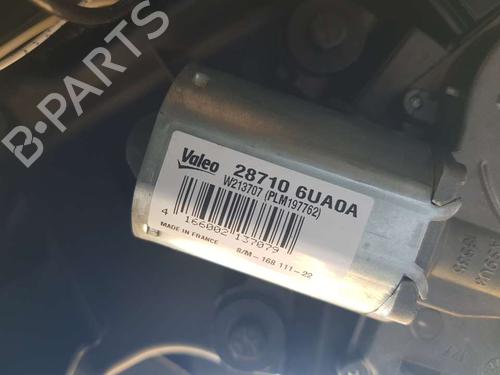 B-PARTS
Valeo
28710 6UA0A
W213707 (PLM197762)
4 166002 137079
MADE IN FRANCE
S/M - 168 111-22